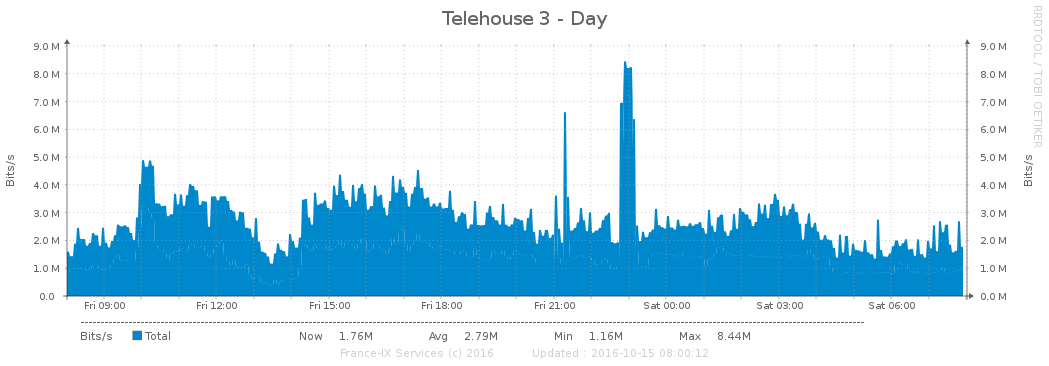 Telehouse 3 - Day
RRDTOOL / TOBI OETIKER
Bits/s
9.0 M 9.0 M
8.0 M 8.0 M
7.0 M 7.0 M
6.0 M 6.0 M
5.0 M 5.0 M
4.0 M 4.0 M
3.0 M 3.0 M
2.0 M 2.0 M
1.0 M 1.0 M
0.0 0.0 M
Bits/s
Fri 09:00 Fri 12:00 Fri 15:00 Fri 18:00 Fri 21:00 Sat 00:00 Sat 03:00 Sat 06:00
Bits/s Total Now 1.76M Avg 2.79M Min 1.16M Max 8.44M
France-IX Services (c) 2016 Updated : 2016-10-15 08:00:12